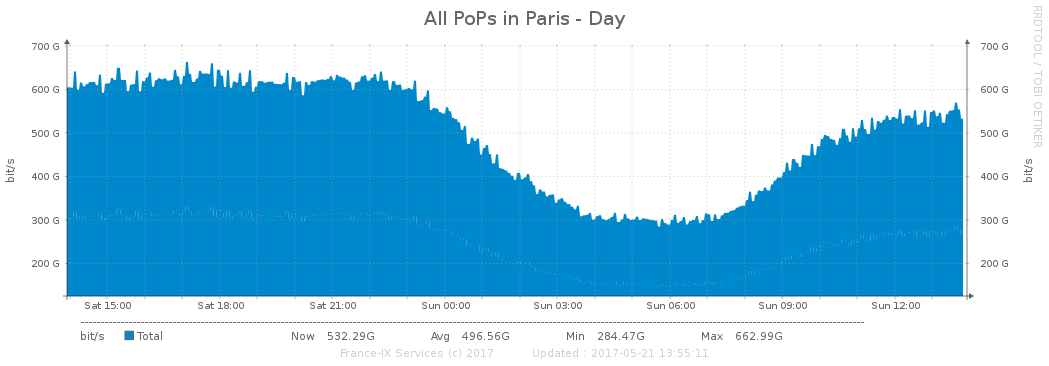 All PoPs in Paris - Day
RRDTOOL / TOBI OETIKER
700 G 700 G
600 G 600 G
500 G 500 G
400 G 400 G
300 G 300 G
200 G 200 G
bit/s bit/s
Sat 15:00 Sat 18:00 Sat 21:00 Sun 00:00 Sun 03:00 Sun 06:00 Sun 09:00 Sun 12:00
bit/s Total Now 532.29G Avg 496.56G Min 284.47G Max 662.99G
France-IX Services (c) 2017 Updated : 2017-05-21 13:55:11